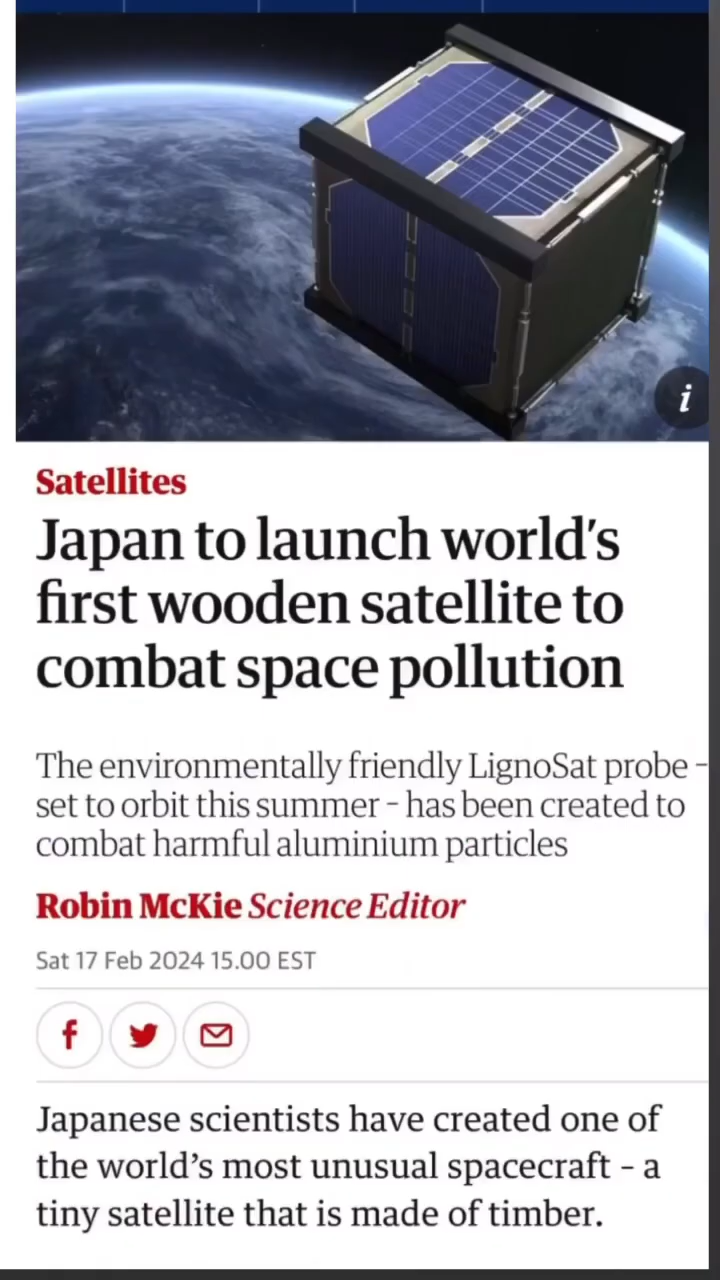 i
Satellites
Japan to launch world's
first wooden satellite to
combat space pollution
The environmentally friendly LignoSat probe –
set to orbit this summer – has been created to
combat harmful aluminium particles
Robin McKie Science Editor
Sat 17 Feb 2024 15.00 EST
f
Japanese scientists have created one of
the world's most unusual spacecraft – a
tiny satellite that is made of timber.